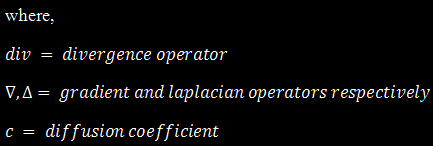 where,
div = divergence operator
∇, Δ = gradient and laplacian operators respectively
c = diffusion coefficient